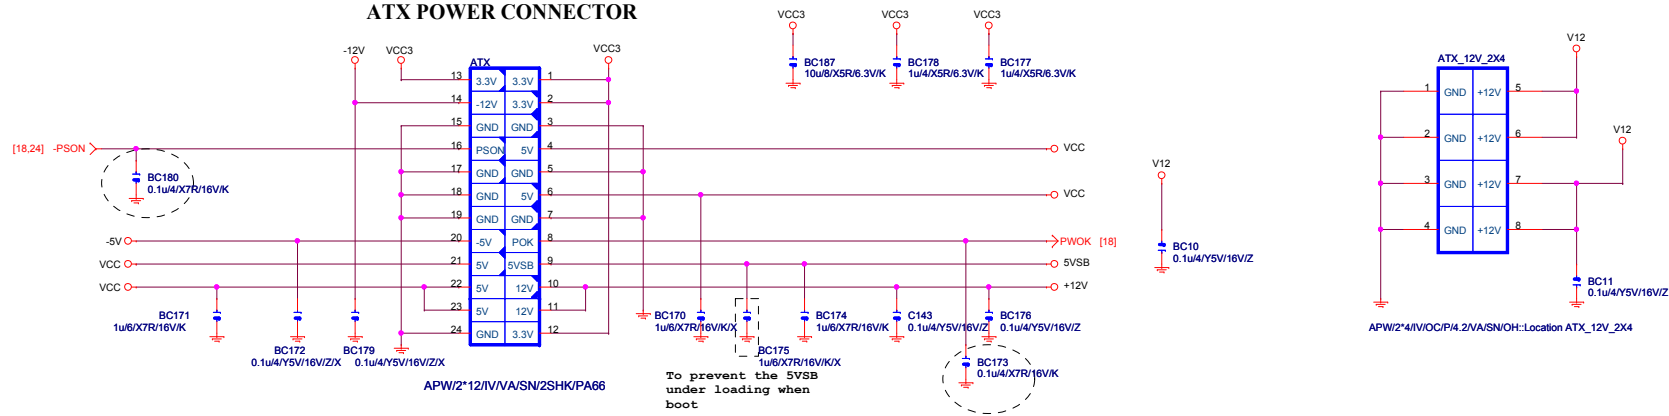 ATX POWER CONNECTOR
VCC3 VCC3 VCC3
BC187
10u/8/X5R/6.3V/K
BC178
1u/4/X5R/6.3V/K
BC177
1u/4/X5R/6.3V/K
-12V VCC3 VCC3
ATX
13 3.3V 3.3V 1
14 -12V 3.3V 2
15 GND GND 3
16 PSON 5V 4
17 GND GND 5
18 GND 5V 6
19 GND GND 7
20 -5V POK 8
21 5V 5VSB 9
22 5V 12V 10
23 5V 12V 11
24 GND 3.3V 12
APW/2*12/IV/VA/SN/2SHK/PA66
[18,24] -PSON
BC180
0.1u/4/X7R/16V/K
-5V
VCC
VCC
BC171
1u/6/X7R/16V/K
BC172
0.1u/4/Y5V/16V/Z/X
BC179
0.1u/4/Y5V/16V/Z/X
VCC
VCC
PWOK [18]
5VSB
+12V
BC170
1u/6/X7R/16V/K/X
BC175
1u/6/X7R/16V/K/X
BC174
1u/6/X7R/16V/K
C143
0.1u/4/Y5V/16V/Z
BC176
0.1u/4/Y5V/16V/Z
BC173
0.1u/4/X7R/16V/K
To prevent the 5VSB
under loading when
boot
V12
BC10
0.1u/4/Y5V/16V/Z
V12
ATX_12V_2X4
1 GND +12V 5
2 GND +12V 6
3 GND +12V 7
4 GND +12V 8
V12
BC11
0.1u/4/Y5V/16V/Z
APW/2*4/IV/OC/P/4.2/VA/SN/OH::Location ATX_12V_2X4